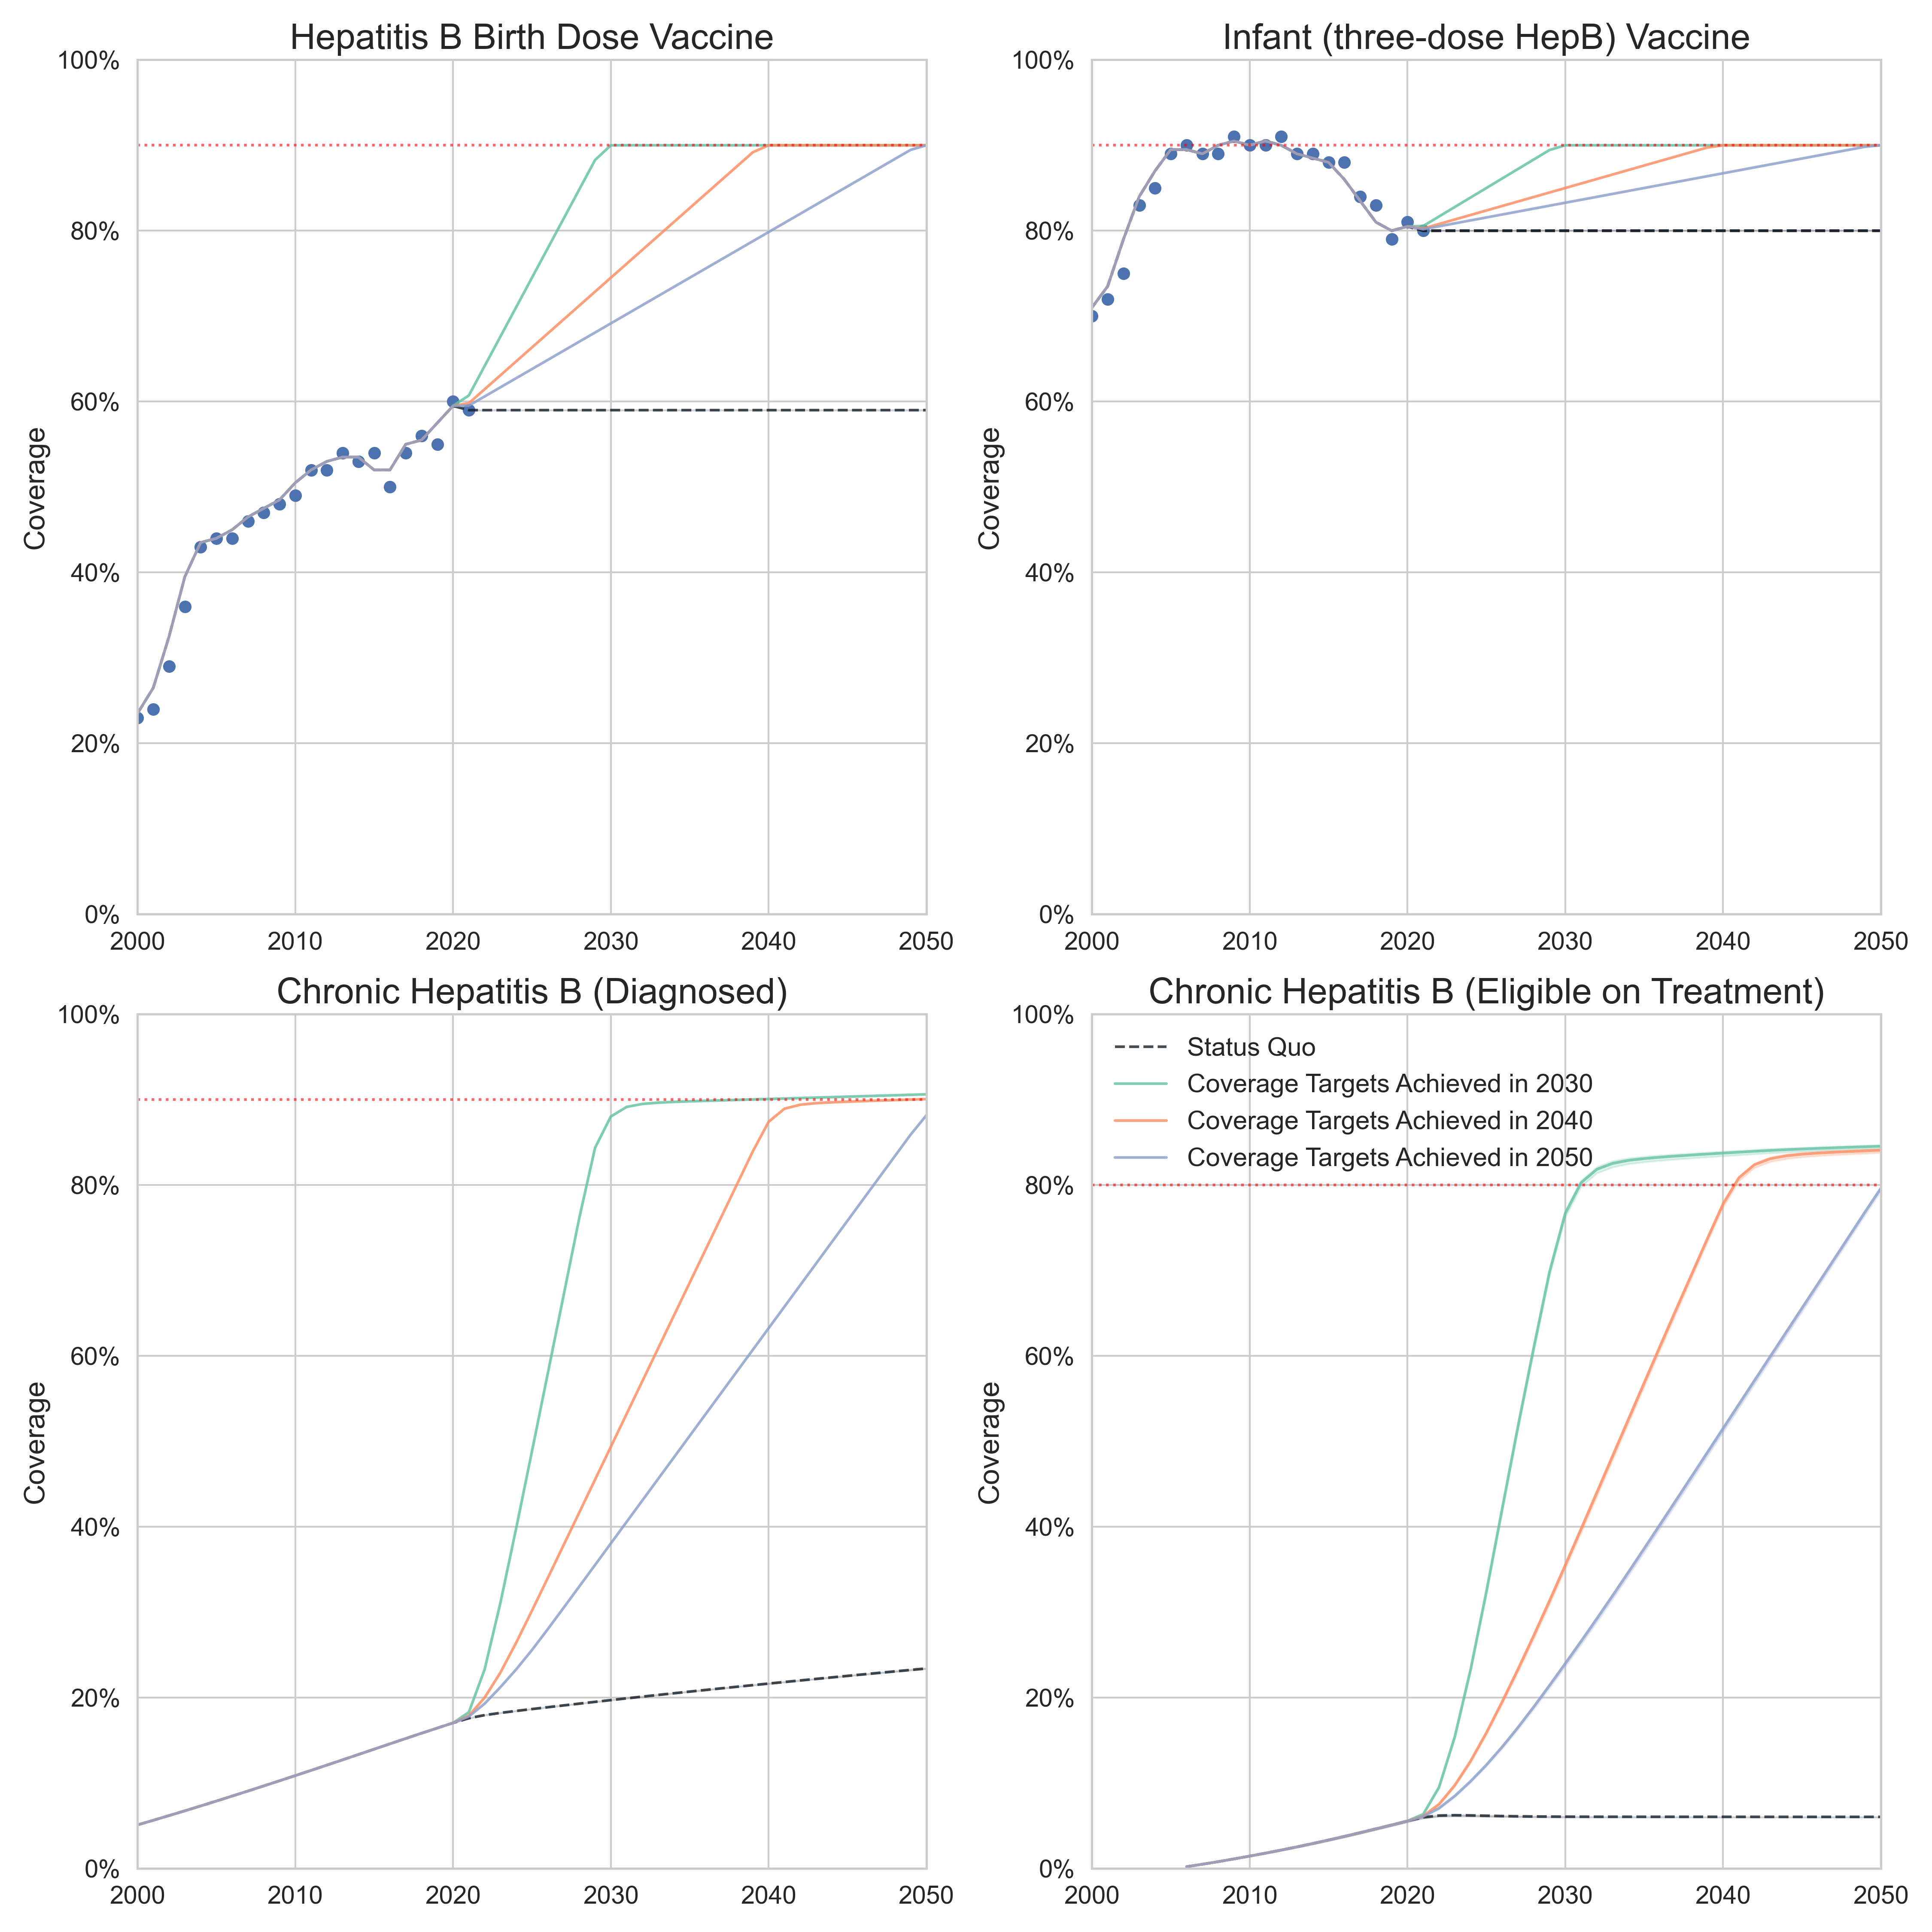 Hepatitis B Birth Dose Vaccine
100%
80%
60%
40%
20%
0%
Coverage
2000 2010 2020 2030 2040 2050
Infant (three-dose HepB) Vaccine
100%
80%
60%
40%
20%
0%
Coverage
2000 2010 2020 2030 2040 2050
Chronic Hepatitis B (Diagnosed)
100%
80%
60%
40%
20%
0%
Coverage
2000 2010 2020 2030 2040 2050
Chronic Hepatitis B (Eligible on Treatment)
Status Quo
Coverage Targets Achieved in 2030
Coverage Targets Achieved in 2040
Coverage Targets Achieved in 2050
100%
80%
60%
40%
20%
0%
Coverage
2000 2010 2020 2030 2040 2050